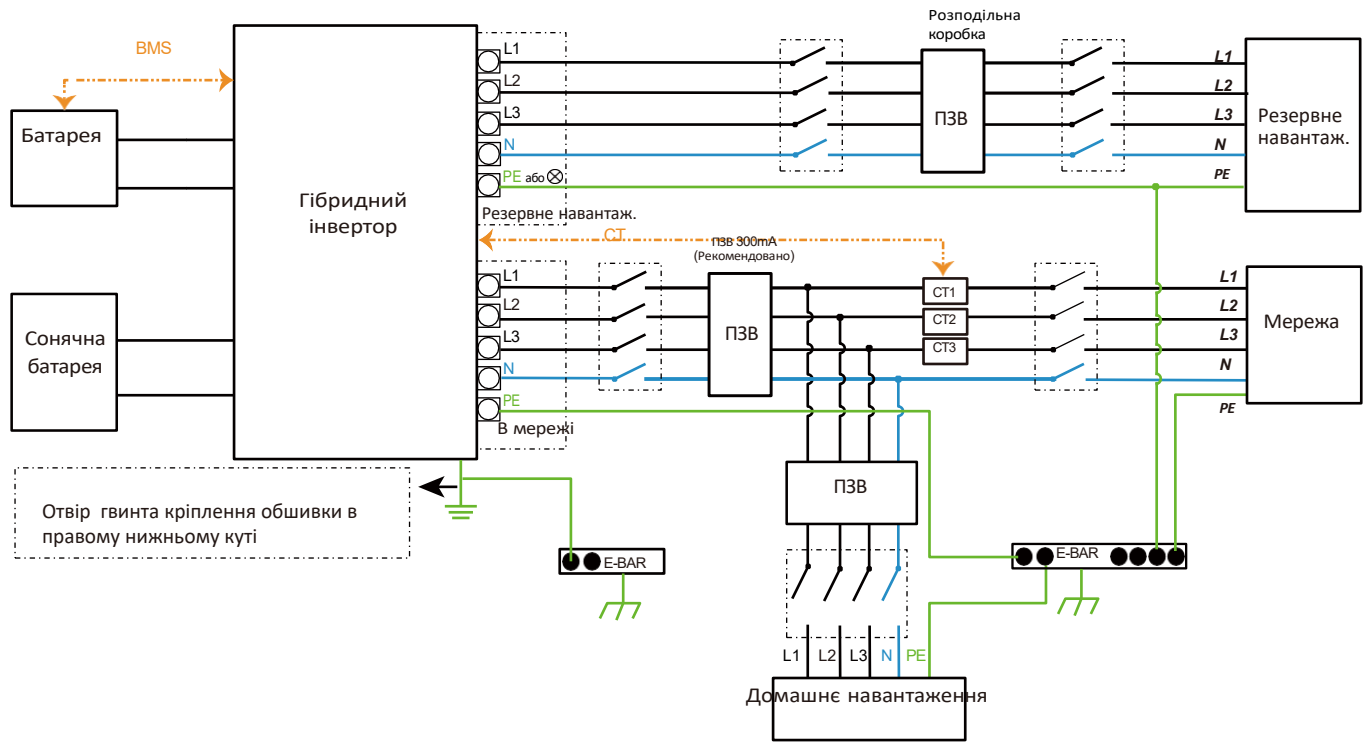 Розподільна
коробка
BMS
Батарея
Гібридний
інвертор
L1
L2
L3
N
PE або
Резервне навантаж.
ПЗВ
L1
L2
L3
N
PE
Резервне
навантаж.
CT
ПЗВ 300mA
(Рекомендовано)
Сонячна
батарея
L1
L2
L3
N
PE
В мережі
ПЗВ
CT1
CT2
CT3
L1
L2
L3
N
PE
Мережа
ПЗВ
Отвір гвинта кріплення обшивки в
правому нижньому куті
E-BAR
E-BAR
L1 L2 L3 N PE
Домашнє навантаження